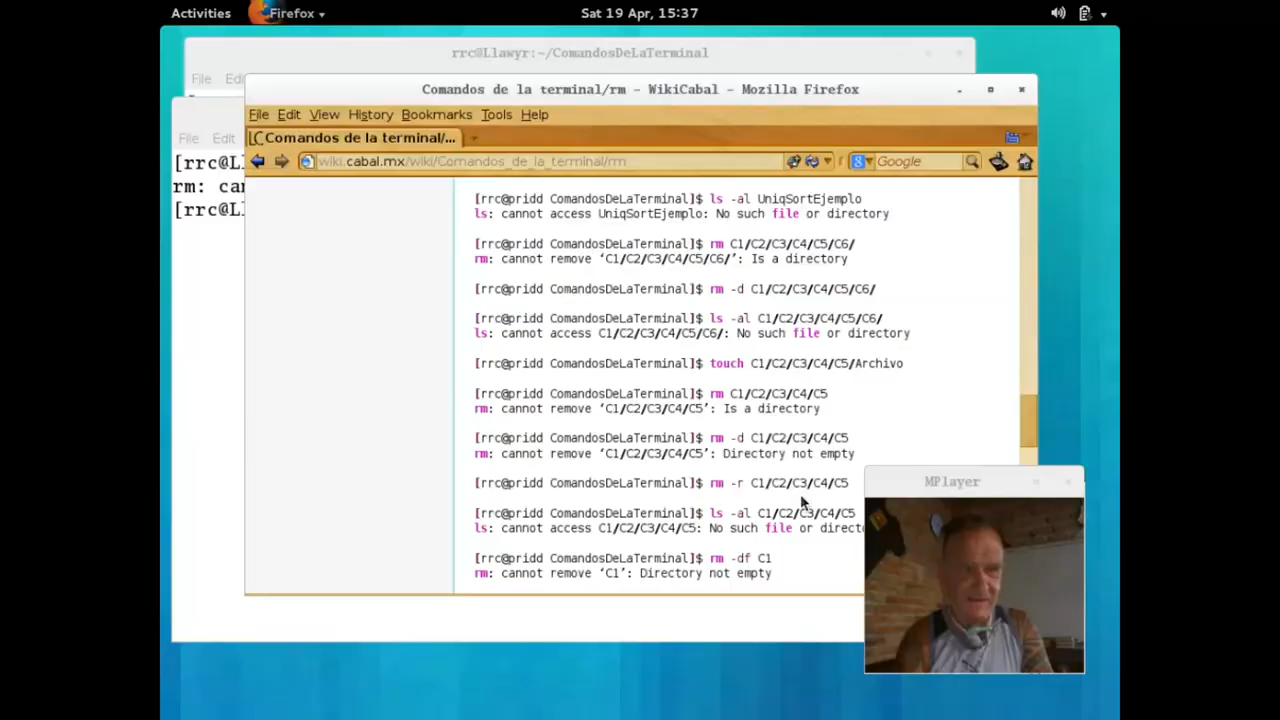 Activities
Firefox
Sat 19 Apr, 15:37
rrc@Llawyr:~/ComandosDeLaTerminal
File
Comandos de la terminal/rm - WikiCabal - Mozilla Firefox
File Edit View History Bookmarks Tools Help
Comandos de la terminal/...
wiki.cabal.mx/wiki/Comandos_de_la_terminal/rm
Google
File Edit
rm:
[rrc@pridd ComandosDeLaTerminal]$ ls -al UniqSortEjemplo
ls: cannot access UniqSortEjemplo: No such file or directory
[rrc@pridd ComandosDeLaTerminal]$ rm C1/C2/C3/C4/C5/C6/
rm: cannot remove ‘C1/C2/C3/C4/C5/C6/’: Is a directory
[rrc@pridd ComandosDeLaTerminal]$ rm -d C1/C2/C3/C4/C5/C6/
[rrc@pridd ComandosDeLaTerminal]$ ls -al C1/C2/C3/C4/C5/C6/
ls: cannot access C1/C2/C3/C4/C5/C6/: No such file or directory
[rrc@pridd ComandosDeLaTerminal]$ touch C1/C2/C3/C4/C5/Archivo
[rrc@pridd ComandosDeLaTerminal]$ rm C1/C2/C3/C4/C5
rm: cannot remove ‘C1/C2/C3/C4/C5’: Is a directory
[rrc@pridd ComandosDeLaTerminal]$ rm -d C1/C2/C3/C4/C5
rm: cannot remove ‘C1/C2/C3/C4/C5’: Directory not empty
[rrc@pridd ComandosDeLaTerminal]$ rm -r C1/C2/C3/C4/C5
[rrc@pridd ComandosDeLaTerminal]$ ls -al C1/C2/C3/C4/C5
ls: cannot access C1/C2/C3/C4/C5: No such file or
[rrc@pridd ComandosDeLaTerminal]$ rm -df C1
rm: cannot remove ‘C1’: Directory not empty
MPlayer